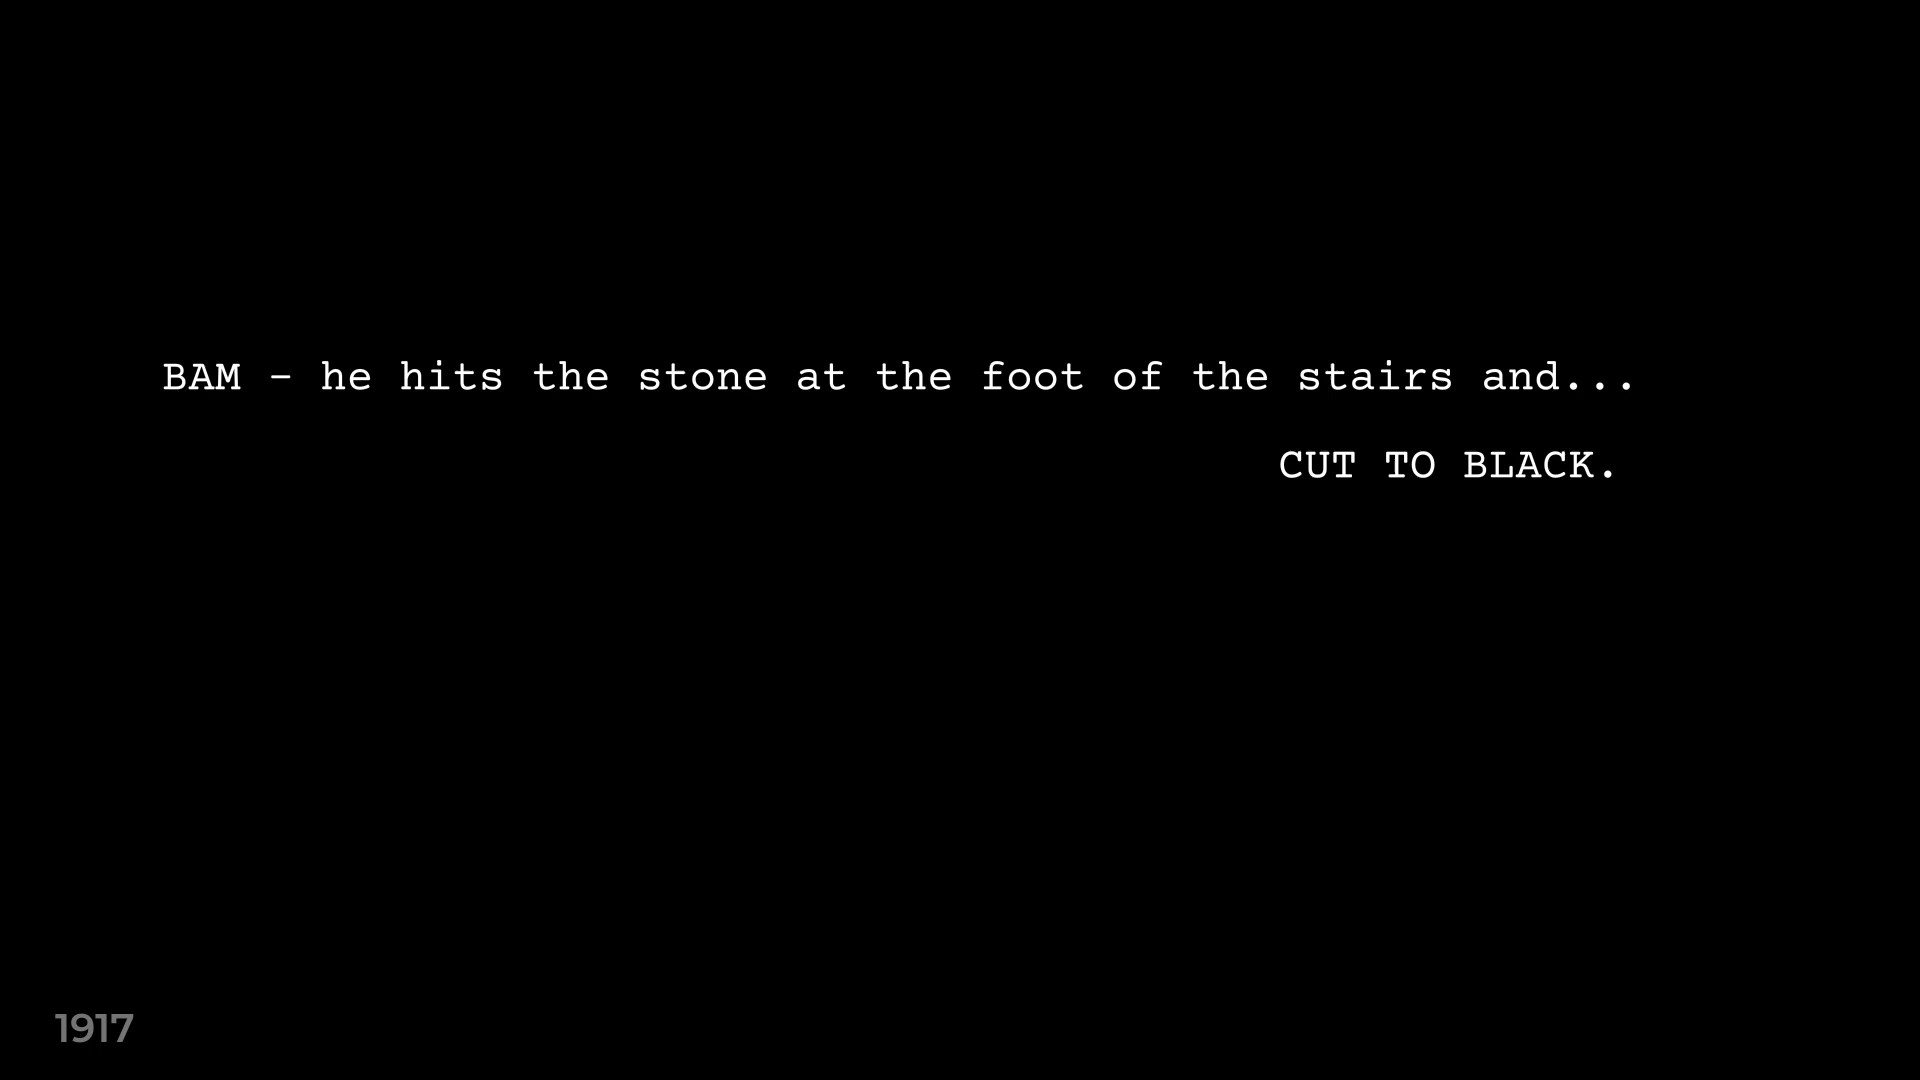 BAM - he hits the stone at the foot of the stairs and...
CUT TO BLACK.
1917